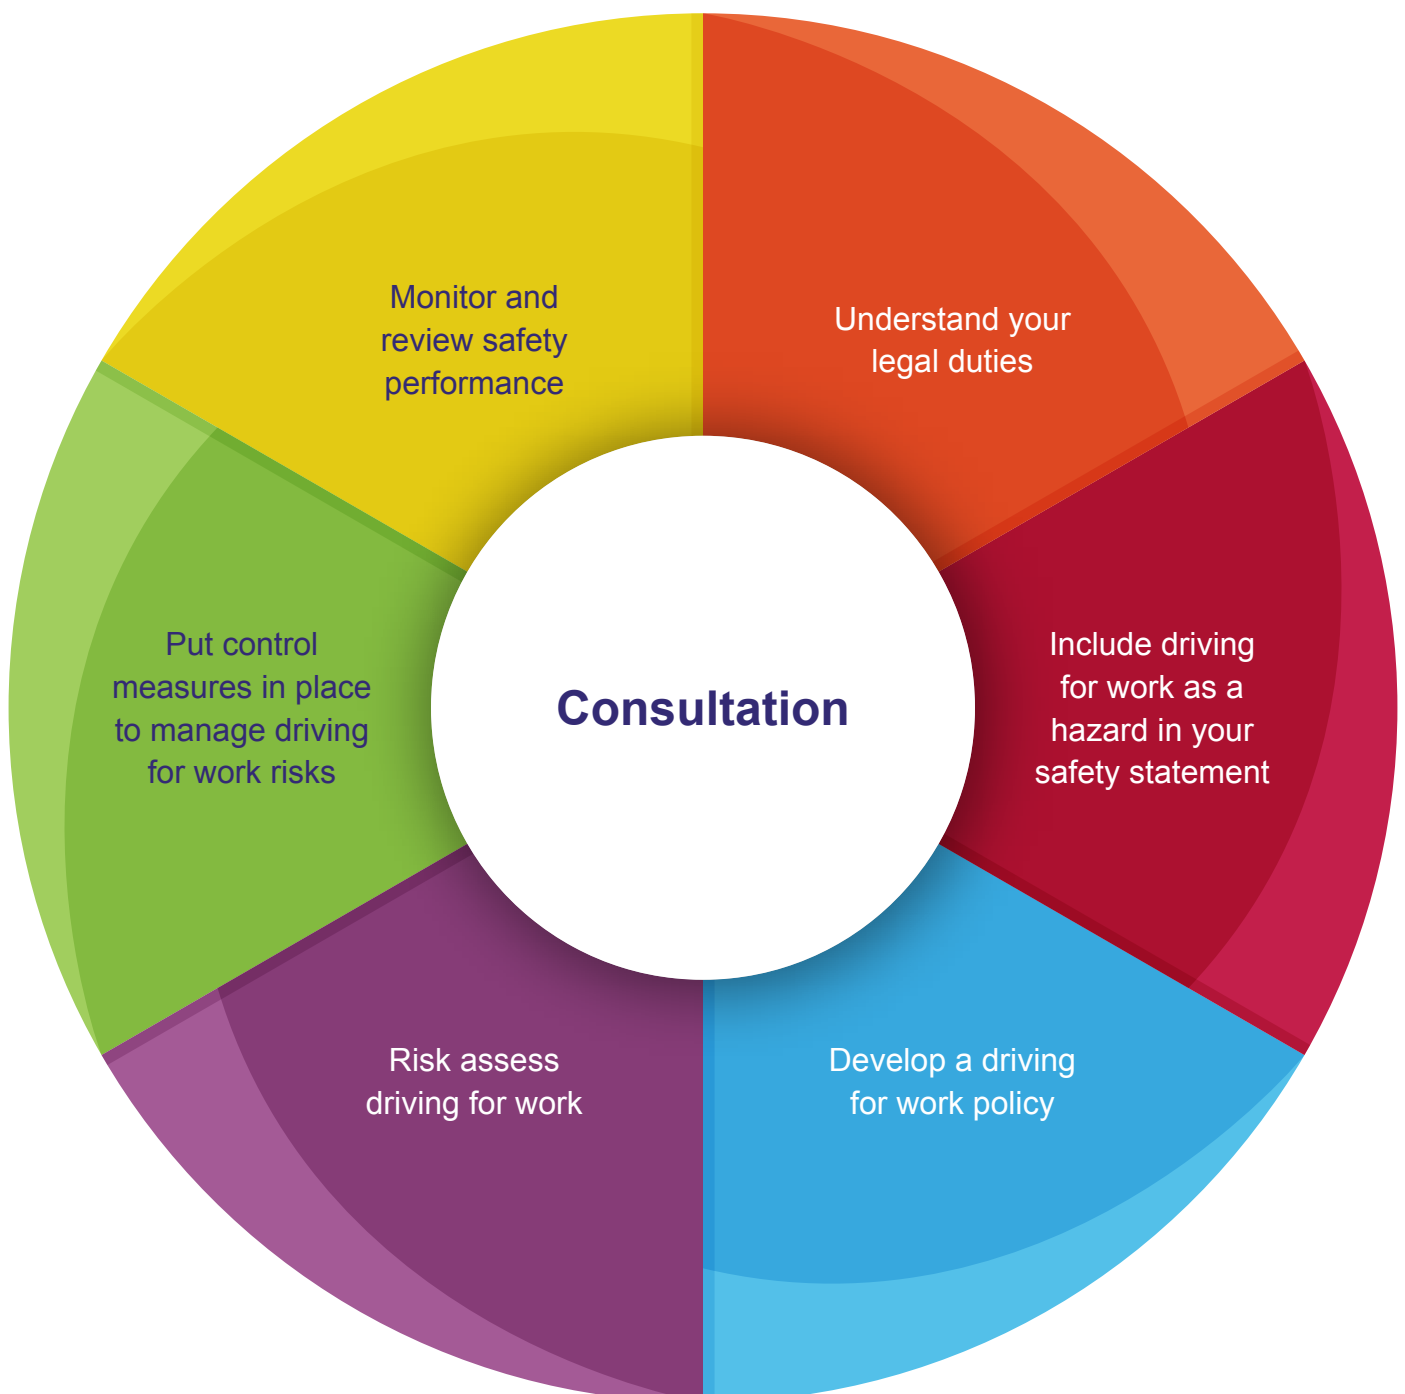 Understand your
legal duties
Include driving
for work as a
hazard in your
safety statement
Develop a driving
for work policy
Risk assess
driving for work
Put control
measures in place
to manage driving
for work risks
Monitor and
review safety
performance
Consultation